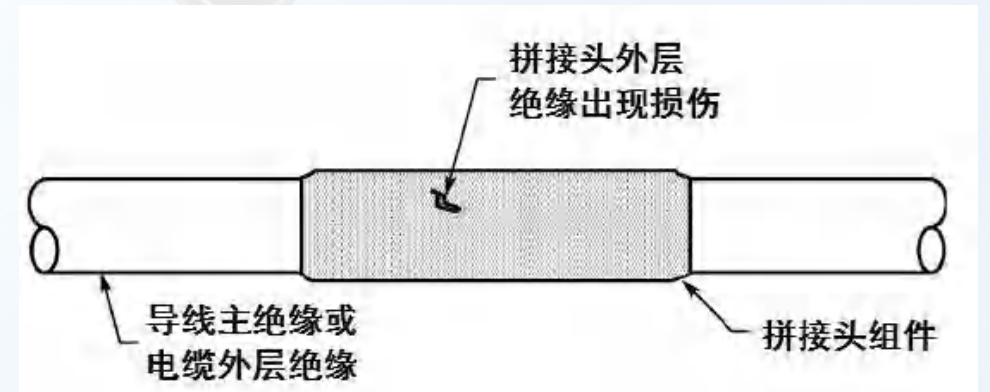 拼接头外层
绝缘出现损伤
导线主绝缘或
电缆外层绝缘
拼接头组件